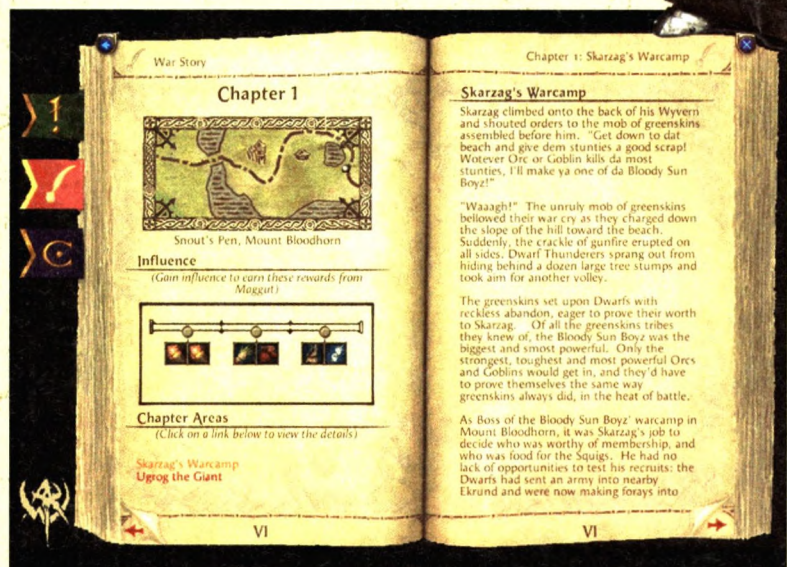 War Story
Chapter 1
Snout's Pen, Mount Bloodhorn
Influence
(Gain influence to earn these rewards from
Maggut)
Chapter Areas
(Click on a link below to view the details)
Skarzag's Warcamp
Ugrog the Giant
VI
Chapter 1: Skarzag's Warcamp
Skarzag's Warcamp
Skarzag climbed onto the back of his Wyvern
and shouted orders to the mob of greenskins
assembled before him. "Get down to dat
beach and give dem stunties a good scrap!
Wotever Orc or Goblin kills da most
stunties, I'll make ya one of da Bloody Sun
Boyz!"
"Waaagh!" The unruly mob of greenskins
bellowed their war cry as they charged down
the slope of the hill toward the beach.
Suddenly, the crackle of gunfire erupted on
all sides. Dwarf Thunderers sprang out from
hiding behind a dozen large tree stumps and
took aim for another volley.
The greenskins set upon Dwarfs with
reckless abandon, eager to prove their worth
to Skarzag. Of all the greenskins tribes
they knew of, the Bloody Sun Boyz was the
biggest and smost powerful. Only the
strongest, toughest and most powerful Orcs
and Goblins would get in, and they'd have
to prove themselves the same way
greenskins always did, in the heat of battle.
As Boss of the Bloody Sun Boyz' warcamp in
Mount Bloodhorn, it was Skarzag's job to
decide who was worthy of membership, and
who was food for the Squigs. He had no
lack of opportunities to test his recruits: the
Dwarfs had sent an army into nearby
Ekrund and were now making forays into
VI